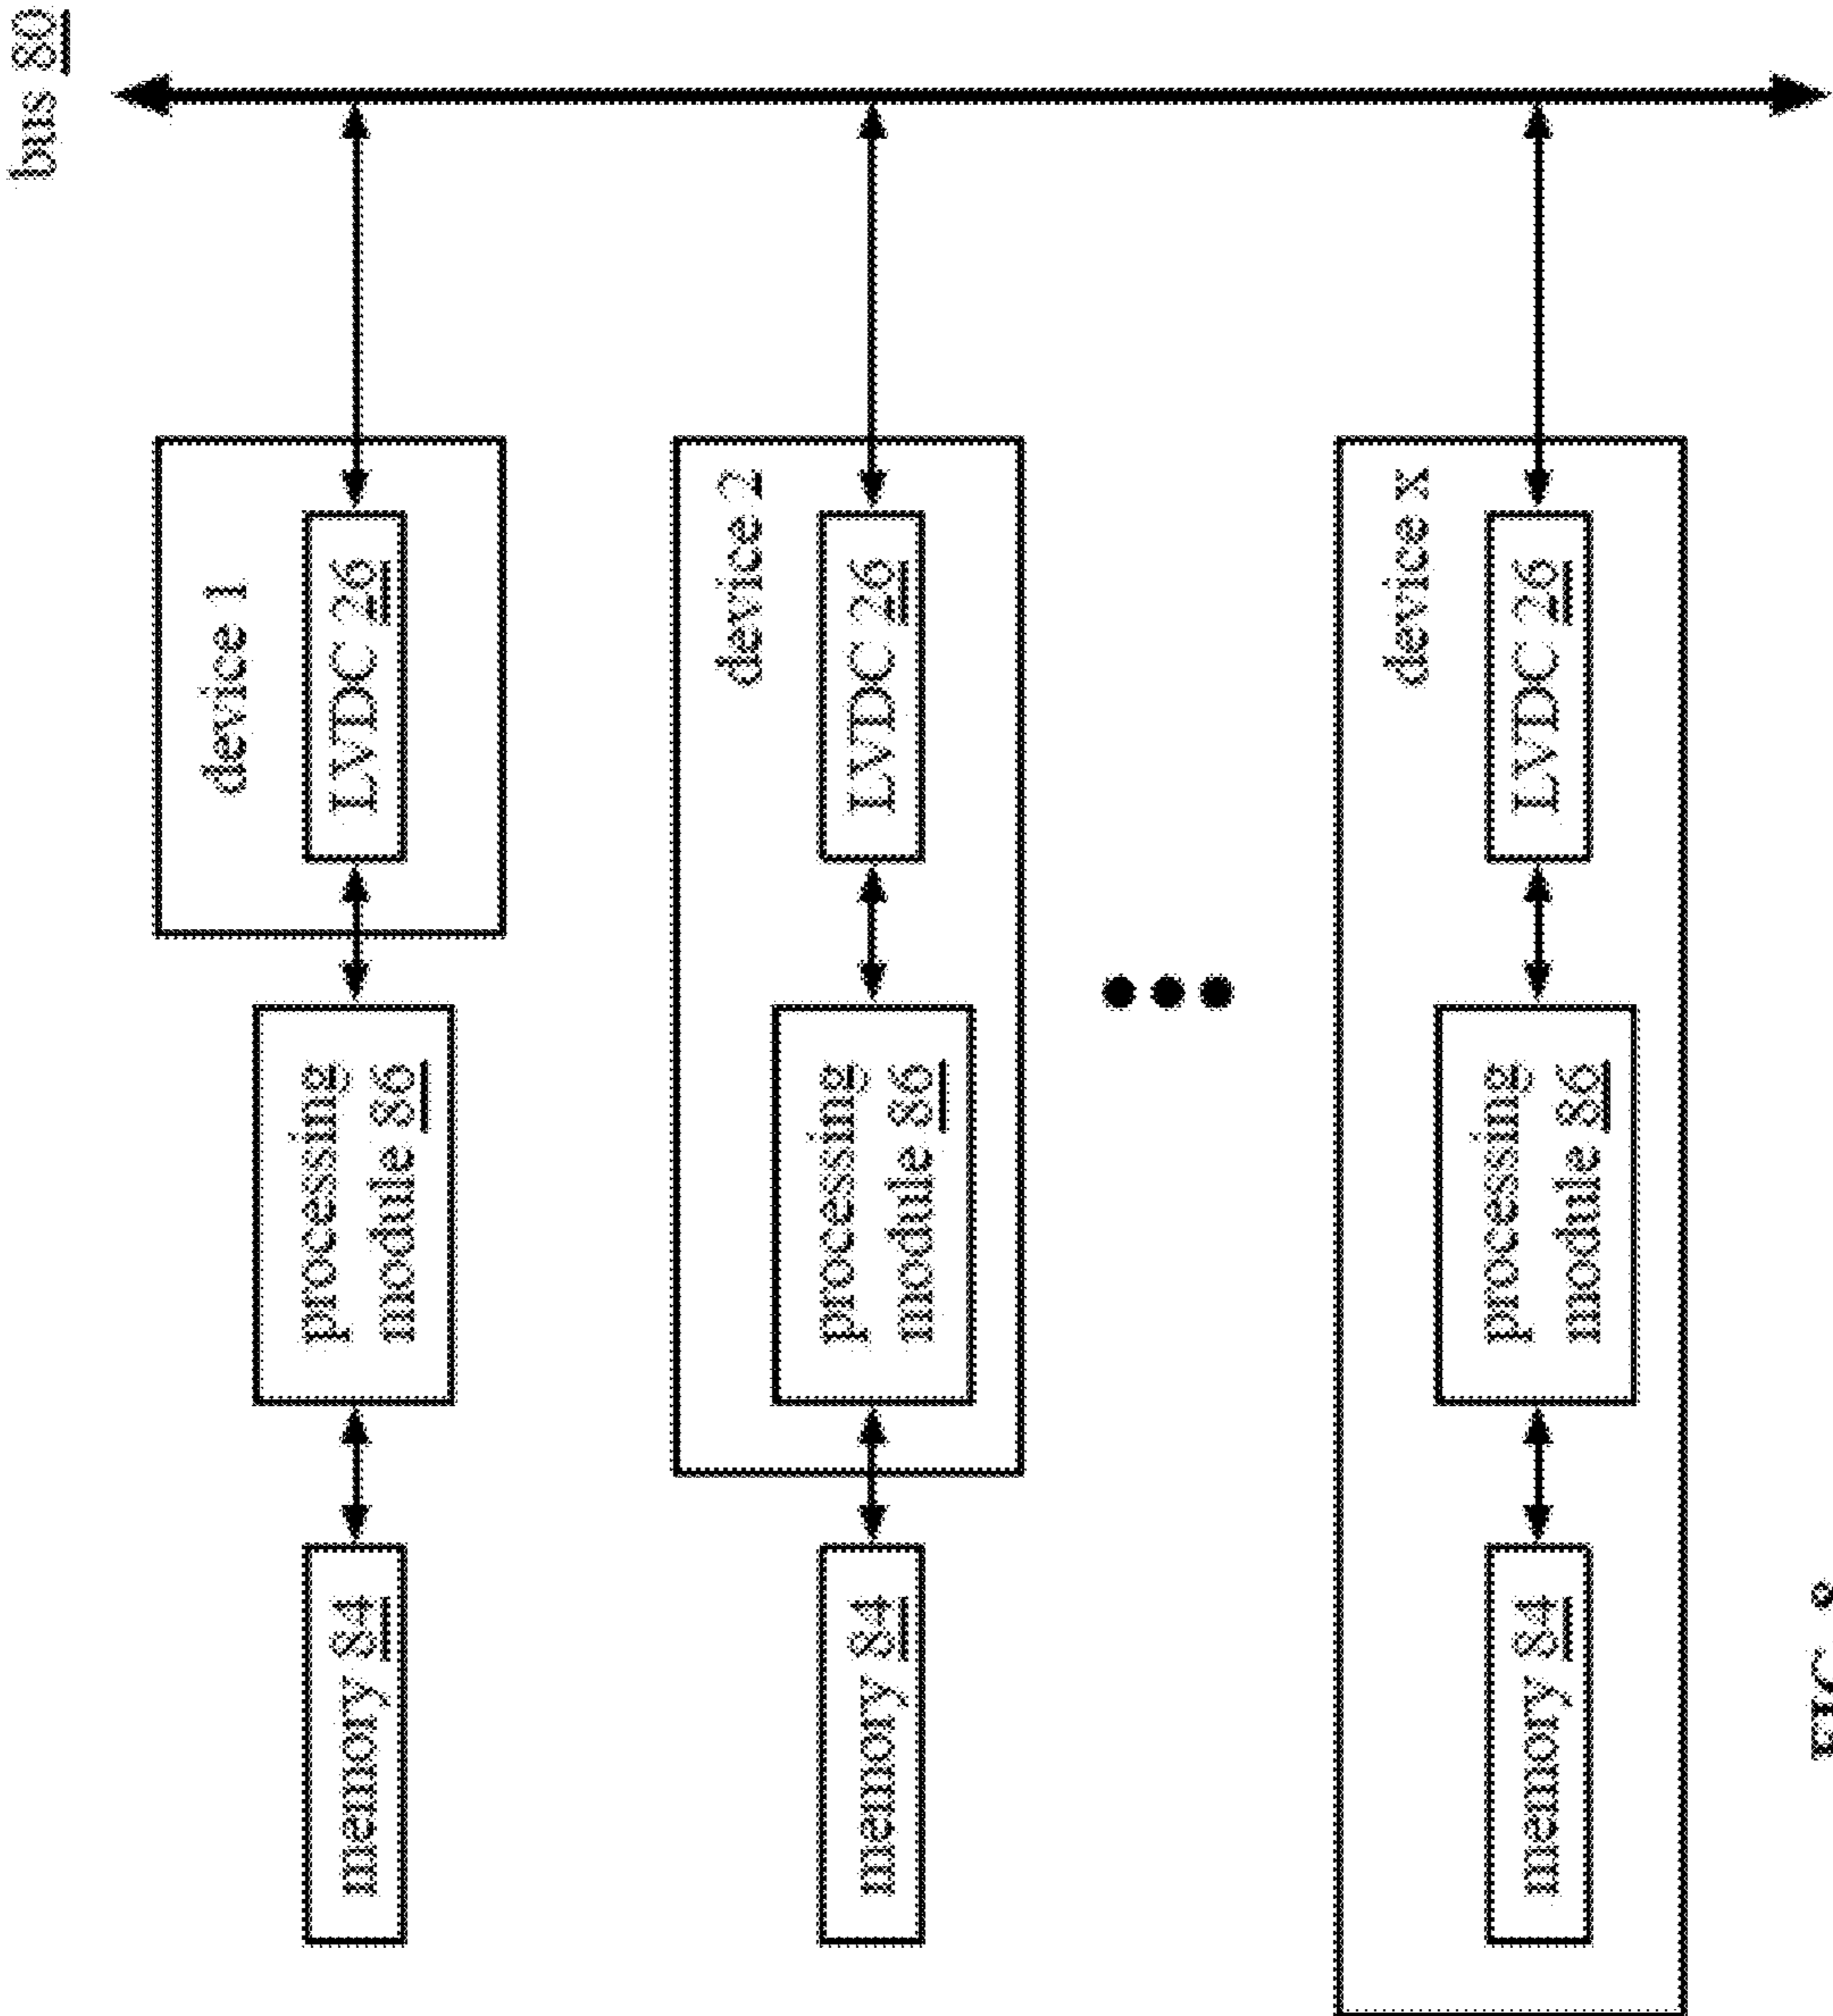 bus 80
device 1
memory 84
processing
module 86
LVDC 26
device 2
memory 84
processing
module 86
LVDC 26
device x
memory 84
processing
module 86
LVDC 26
FIG.